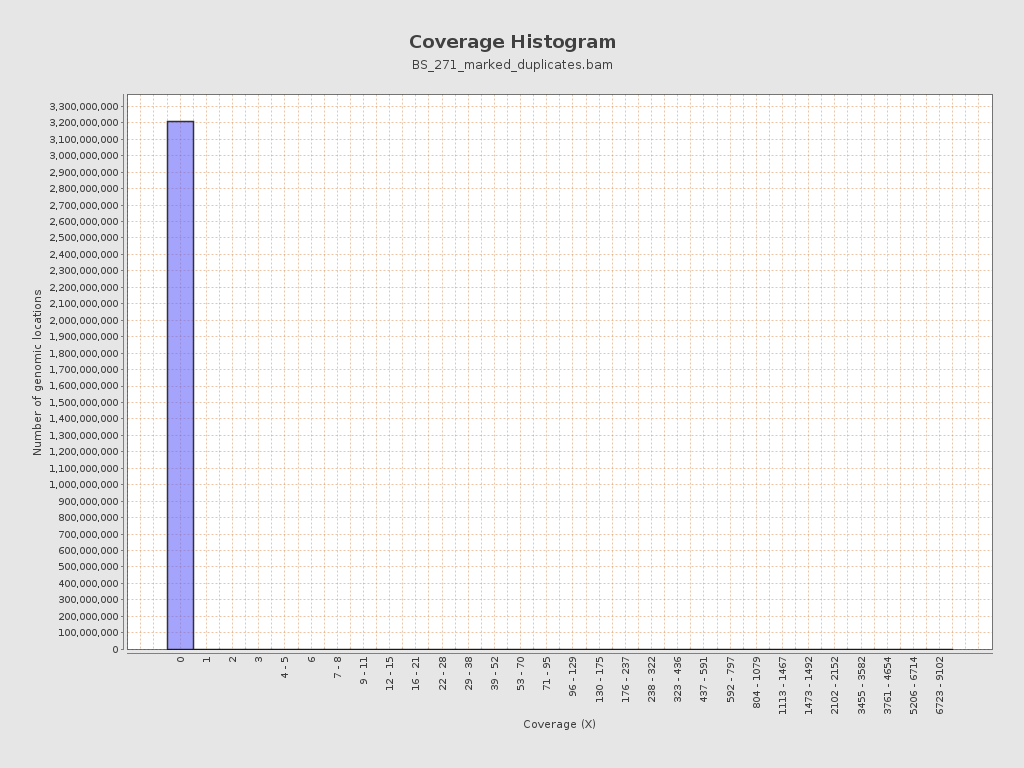 Coverage Histogram
BS_271_marked_duplicates.bam
Number of genomic locations
3,300,000,000
3,200,000,000
3,100,000,000
3,000,000,000
2,900,000,000
2,800,000,000
2,700,000,000
2,600,000,000
2,500,000,000
2,400,000,000
2,300,000,000
2,200,000,000
2,100,000,000
2,000,000,000
1,900,000,000
1,800,000,000
1,700,000,000
1,600,000,000
1,500,000,000
1,400,000,000
1,300,000,000
1,200,000,000
1,100,000,000
1,000,000,000
900,000,000
800,000,000
700,000,000
600,000,000
500,000,000
400,000,000
300,000,000
200,000,000
100,000,000
0
0
1
2
3
4 - 5
6
7 - 8
9 - 11
12 - 15
16 - 21
22 - 28
29 - 38
39 - 52
53 - 70
71 - 95
96 - 129
130 - 175
176 - 237
238 - 322
323 - 436
437 - 591
592 - 797
804 - 1079
1113 - 1467
1473 - 1492
2102 - 2152
3455 - 3582
3761 - 4654
5206 - 6714
6723 - 9102
Coverage (X)